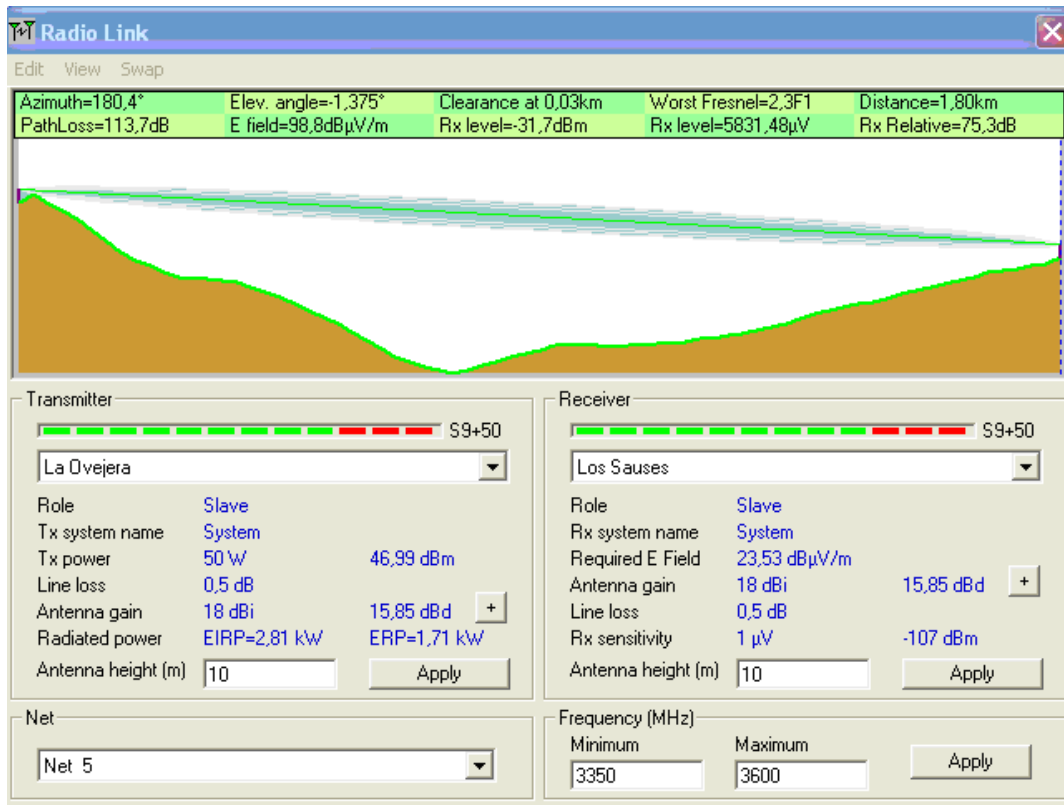 Radio Link
Edit View Swap
Azimuth=180,4° Elev. angle=-1,375° Clearance at 0,03km Worst Fresnel=2,3F1 Distance=1,80km
PathLoss=113,7dB E field=98,8dBµV/m Rx level=-31,7dBm Rx level=5831,48µV Rx Relative=75,3dB
Transmitter
S9+50
La Ovejera
Role Slave
Tx system name System
Tx power 50 W 46,99 dBm
Line loss 0,5 dB
Antenna gain 18 dBi 15,85 dBd +
Radiated power EIRP=2,81 kW ERP=1,71 kW
Antenna height (m) 10 Apply
Receiver
S9+50
Los Sauses
Role Slave
Rx system name System
Required E Field 23,53 dBµV/m
Antenna gain 18 dBi 15,85 dBd +
Line loss 0,5 dB
Rx sensitivity 1 µV -107 dBm
Antenna height (m) 10 Apply
Net
Net 5
Frequency (MHz)
Minimum Maximum
3350 3600 Apply